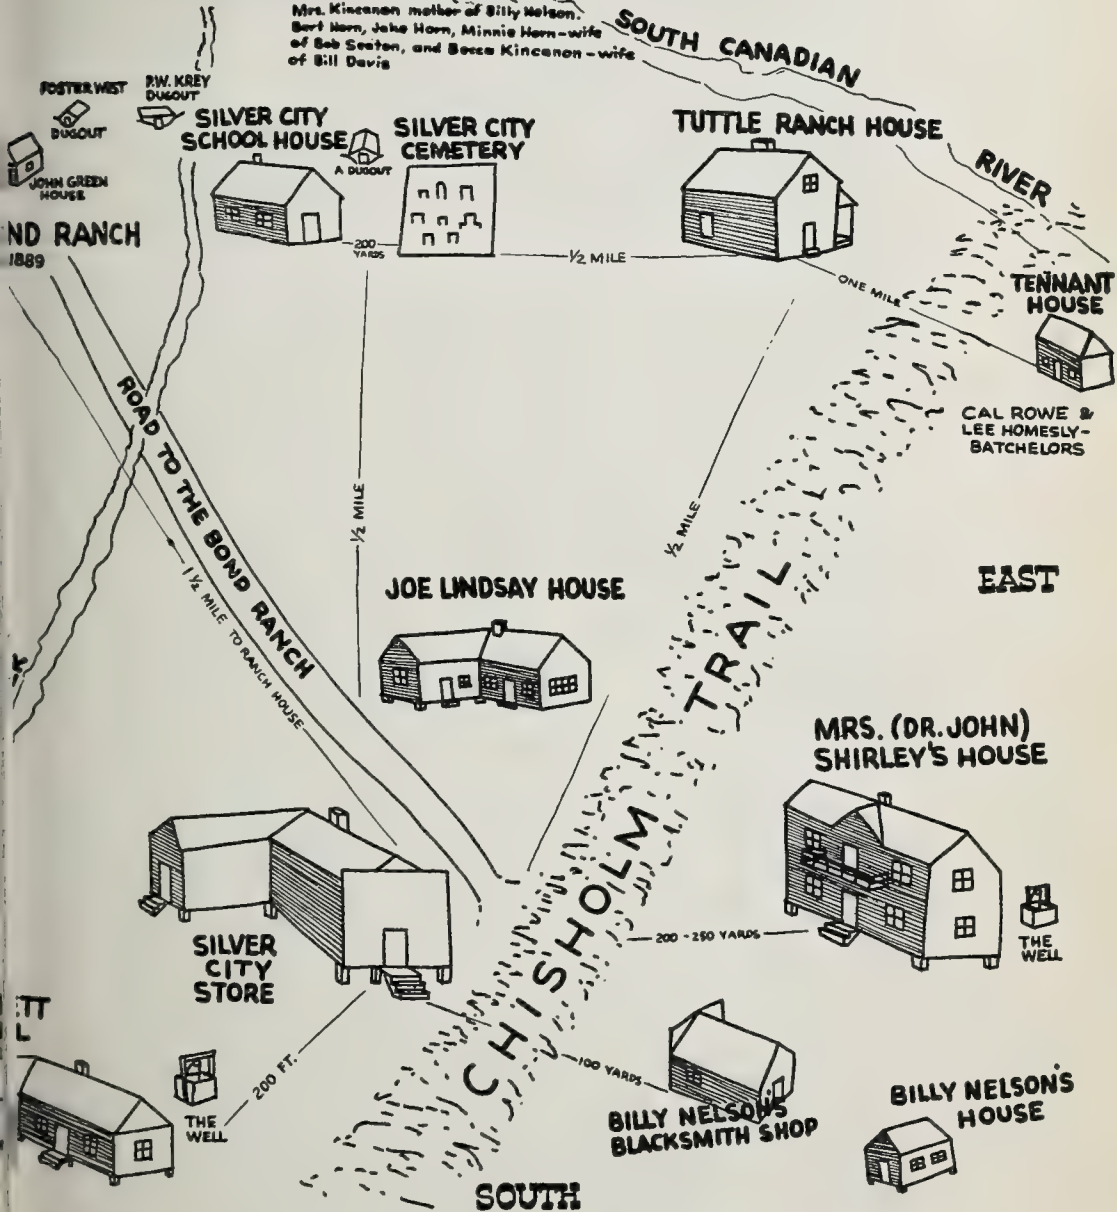 Mrs. Kincanon mother of Billy Nelson.
Bert Horn, Jake Horn, Minnie Horn-wife
of Bob Seaton, and Becca Kincanon-wife
of Bill Davis
SOUTH CANADIAN
RIVER
FOSTER WEST
DUGOUT
P.W. KREY
DUGOUT
JOHN GREEN
HOUSE
SILVER CITY
SCHOOL HOUSE
A DUGOUT
SILVER CITY
CEMETERY
TUTTLE RANCH HOUSE
ND RANCH
1889
200
YARDS
1/2 MILE
ONE MILE
TENNANT
HOUSE
CAL ROWE &
LEE HOMESLY-
BATCHELORS
ROAD TO THE BOND RANCH
1 1/2 MILE TO RANCH HOUSE
1/2 MILE
1/2 MILE
EAST
JOE LINDSAY HOUSE
K
CHISHOLM TRAIL
MRS. (DR. JOHN)
SHIRLEY'S HOUSE
THE
WELL
200-250 YARDS
SILVER
CITY
STORE
ETT
L
THE
WELL
200 FT.
100 YARDS
BILLY NELSON'S
BLACKSMITH SHOP
BILLY NELSON'S
HOUSE
SOUTH